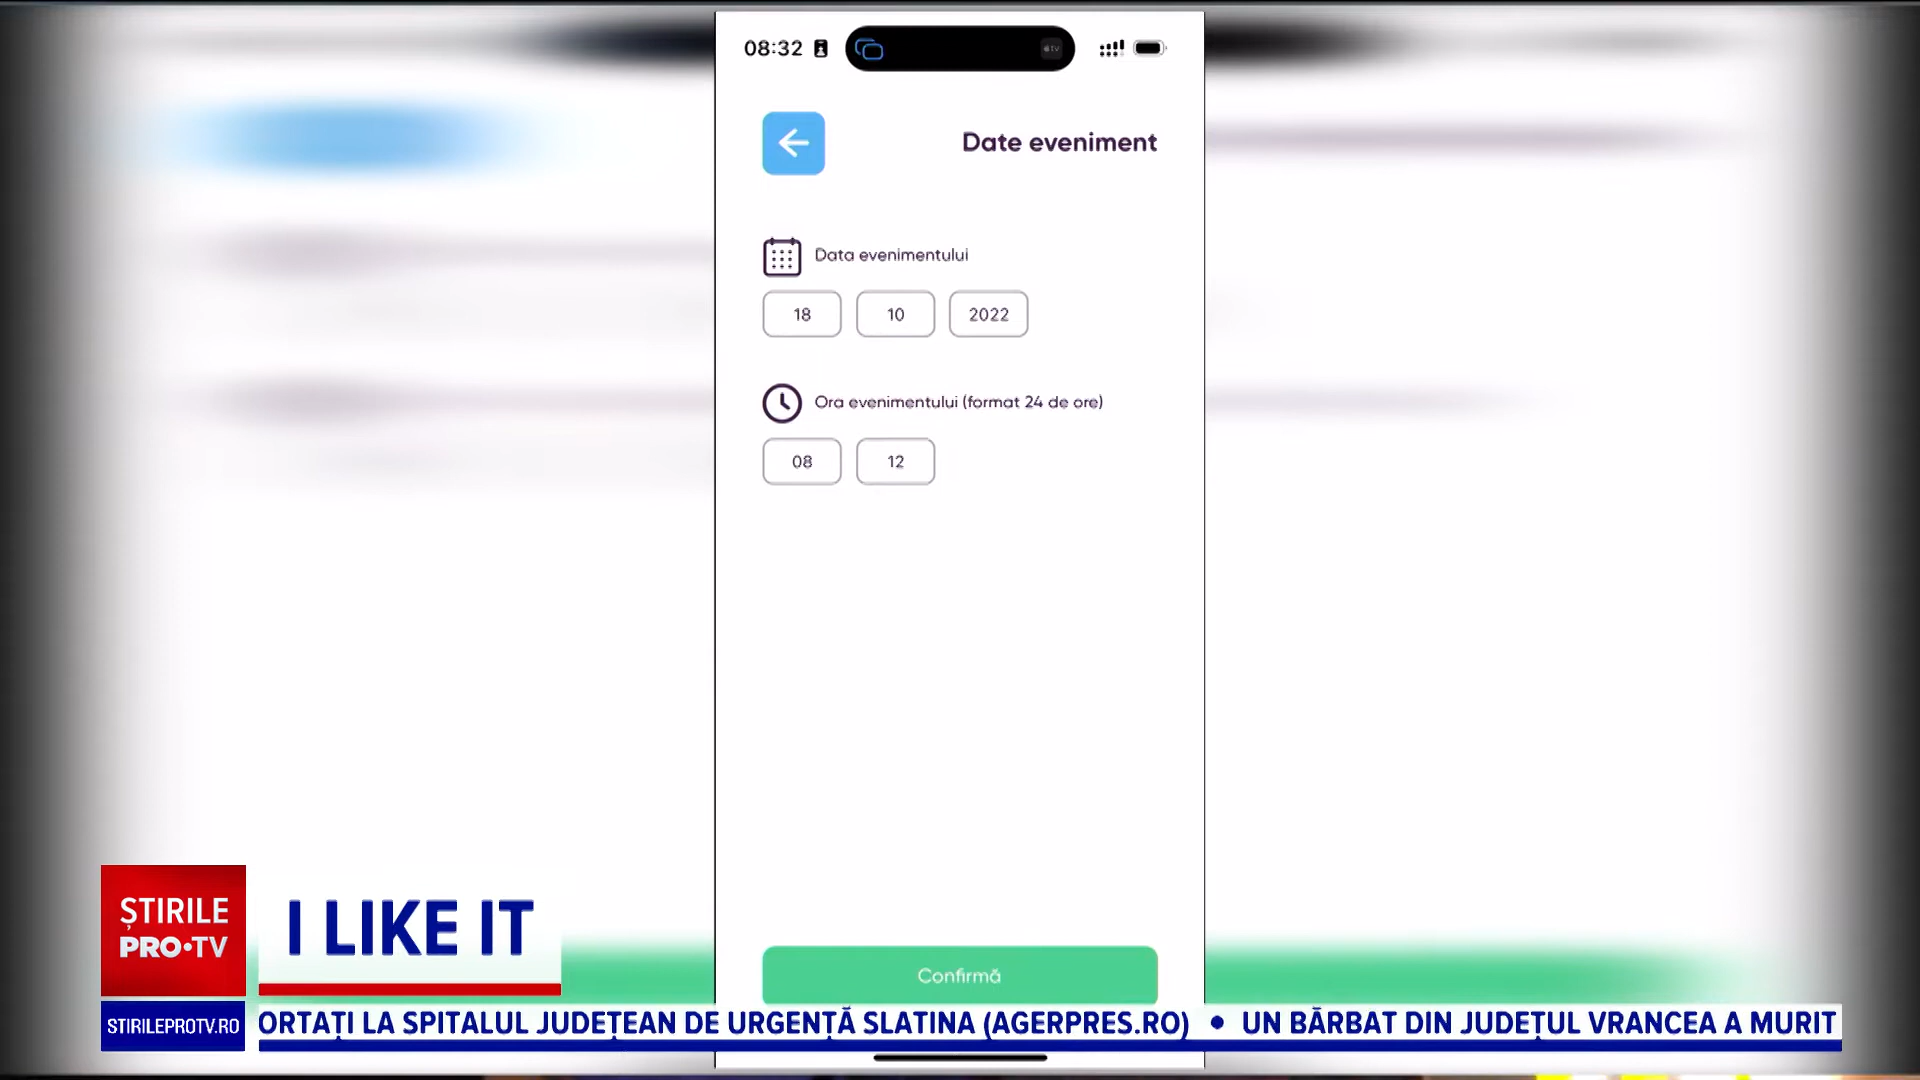 08:32
tv
Date eveniment
Data evenimentului
18 10 2022
Ora evenimentului (format 24 de ore)
08 12
Confirmă
ȘTIRILE
PRO•TV
I LIKE IT
STIRILEPROTV.RO
ORTAȚI LA SPITALUL JUDEȚEAN DE URGENȚĂ SLATINA (AGERPRES.RO) • UN BĂRBAT DIN JUDEȚUL VRANCEA A MURIT